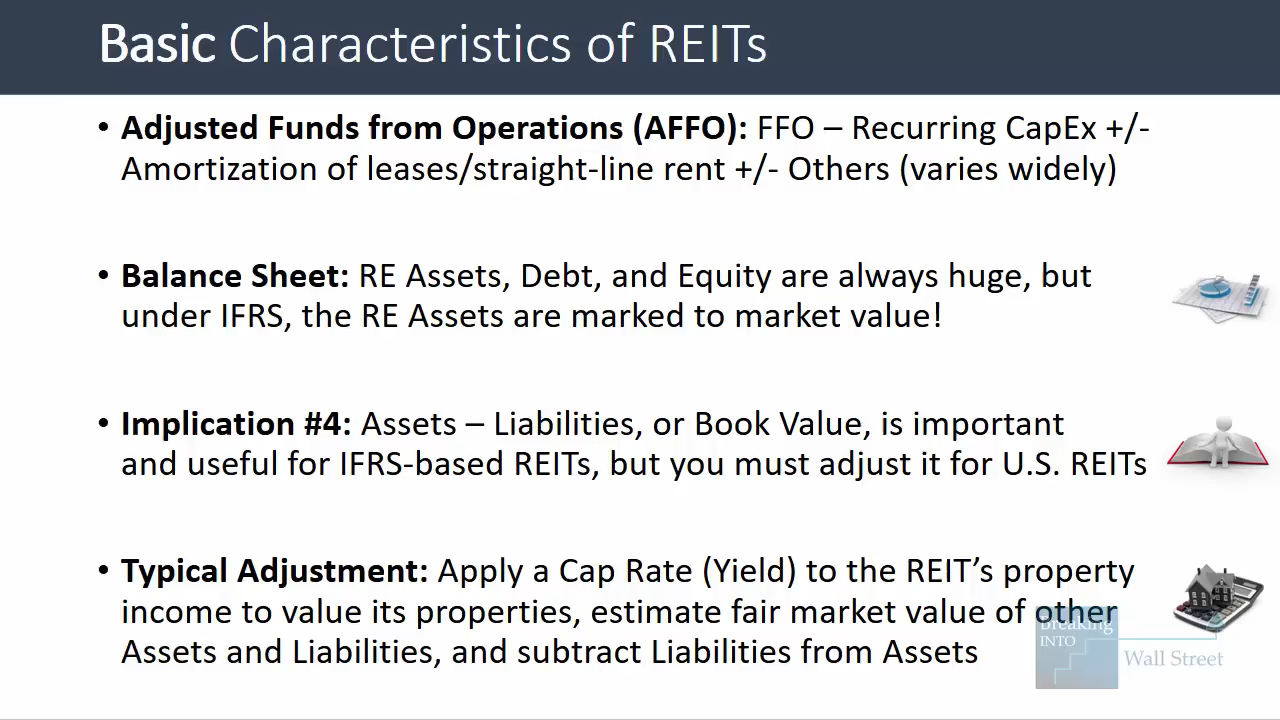 Basic Characteristics of REITs
• Adjusted Funds from Operations (AFFO): FFO – Recurring CapEx +/-
Amortization of leases/straight-line rent +/- Others (varies widely)
• Balance Sheet: RE Assets, Debt, and Equity are always huge, but
under IFRS, the RE Assets are marked to market value!
• Implication #4: Assets – Liabilities, or Book Value, is important
and useful for IFRS-based REITs, but you must adjust it for U.S. REITs
• Typical Adjustment: Apply a Cap Rate (Yield) to the REIT’s property
income to value its properties, estimate fair market value of other
Assets and Liabilities, and subtract Liabilities from Assets
Breaking
INTO
Wall Street